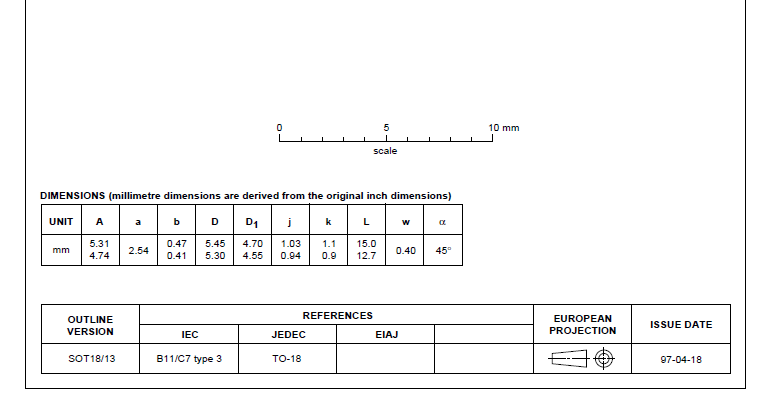 0 5 10 mm
scale
DIMENSIONS (millimetre dimensions are derived from the original inch dimensions)
UNIT A a b D D1 j k L w α
mm 5.31 4.74 2.54 0.47 0.41 5.45 5.30 4.70 4.55 1.03 0.94 1.1 0.9 15.0 12.7 0.40 45°
OUTLINE VERSION REFERENCES EUROPEAN PROJECTION ISSUE DATE
IEC JEDEC EIAJ
SOT18/13 B11/C7 type 3 TO-18 97-04-18